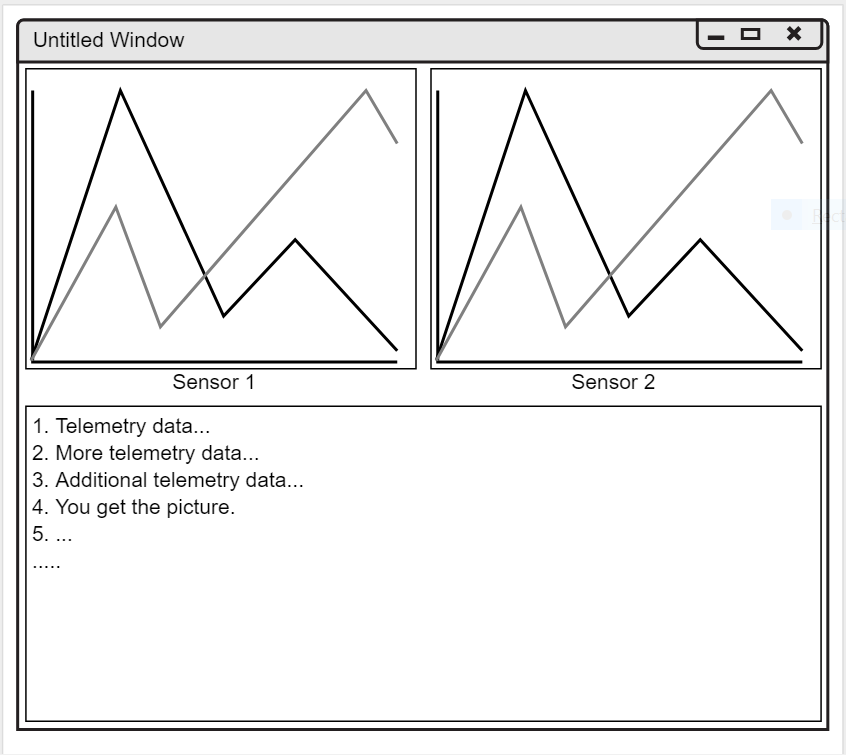 Untitled Window
Sensor 1
Sensor 2
1. Telemetry data...
2. More telemetry data...
3. Additional telemetry data...
4. You get the picture.
5. ...
.....